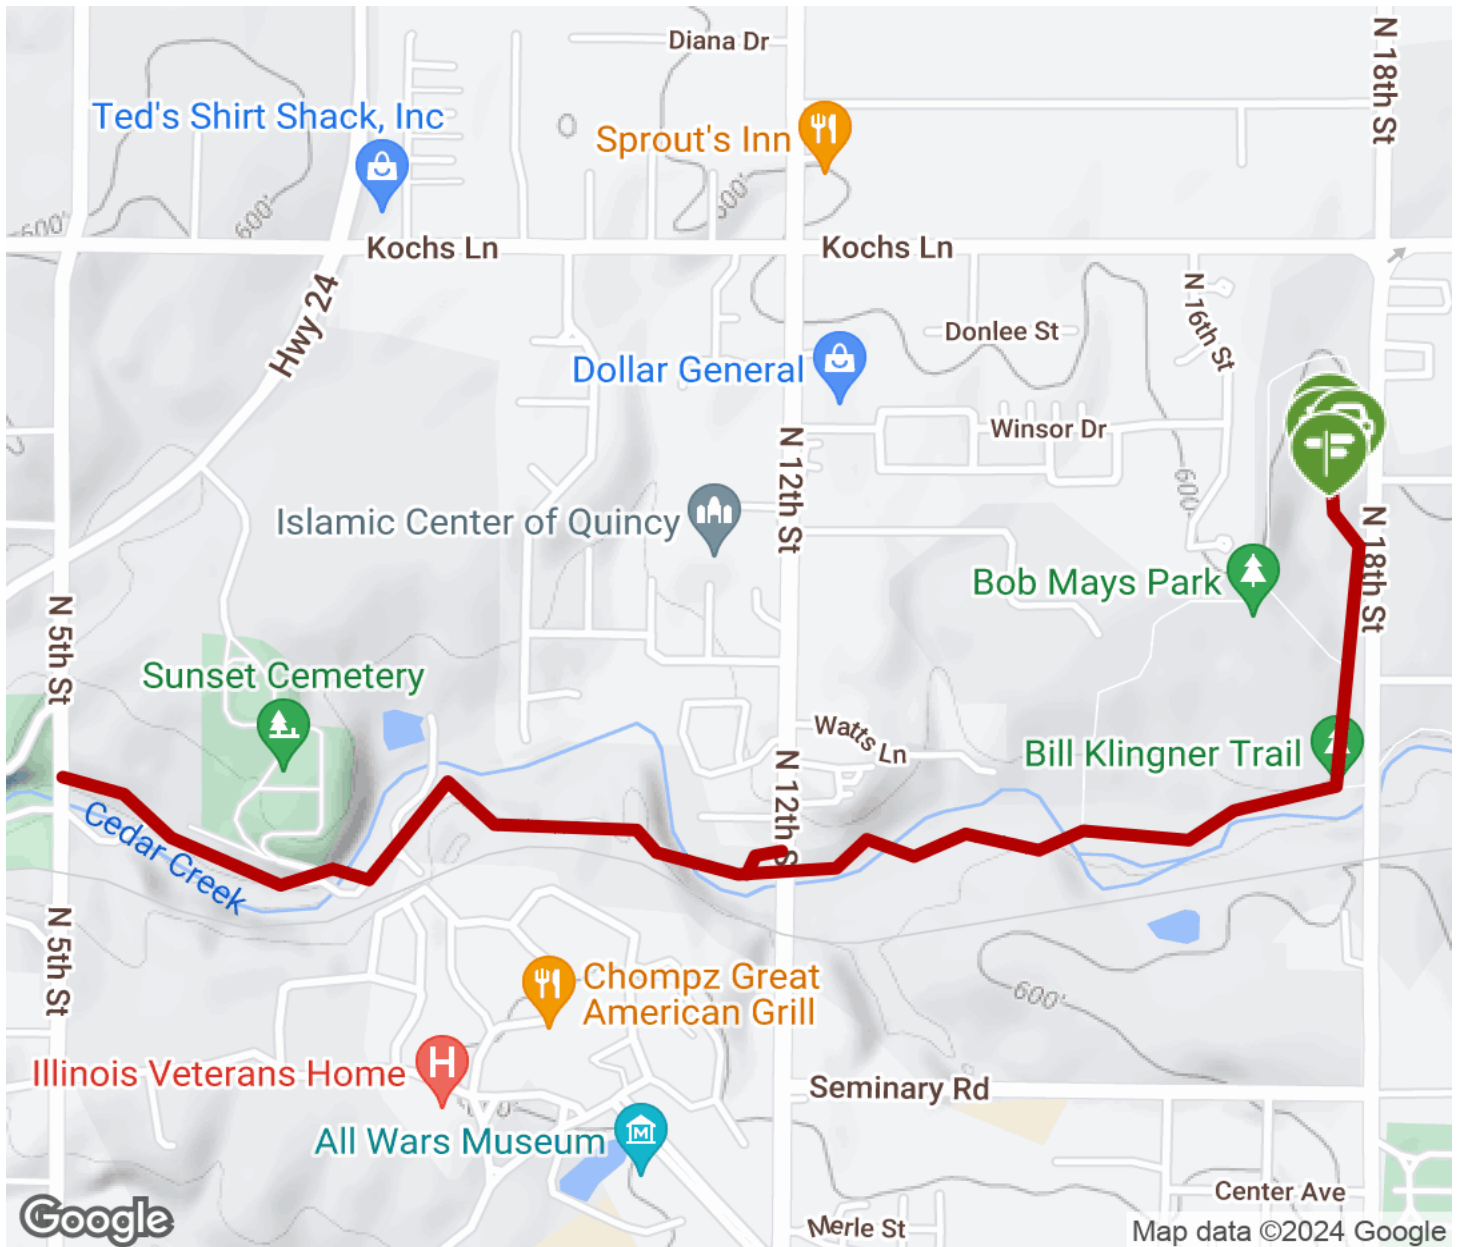 Diana Dr
N 18th St
Ted's Shirt Shack, Inc
Sprout's Inn
600'
600'
Kochs Ln
Kochs Ln
Hwy 24
N 16th St
Donlee St
Dollar General
Winsor Dr
N 12th St
600'
Islamic Center of Quincy
N 18th St
Bob Mays Park
N 5th St
Sunset Cemetery
Watts Ln
Bill Klingner Trail
N 12th S
Cedar Creek
N 5th St
Chompz Great
American Grill
600'
Illinois Veterans Home
H
Seminary Rd
All Wars Museum
M
Center Ave
Merle St
Google
Map data ©2024 Google